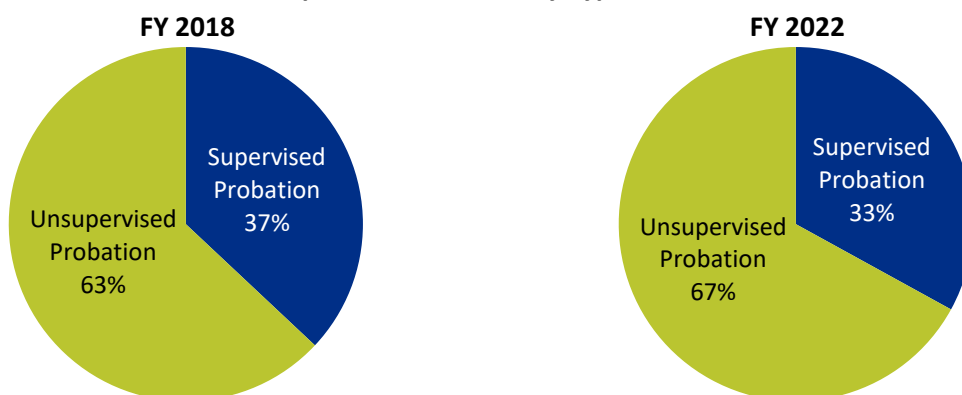 FY 2018
Supervised
Probation
37%
Unsupervised
Probation
63%
FY 2022
Supervised
Probation
33%
Unsupervised
Probation
67%